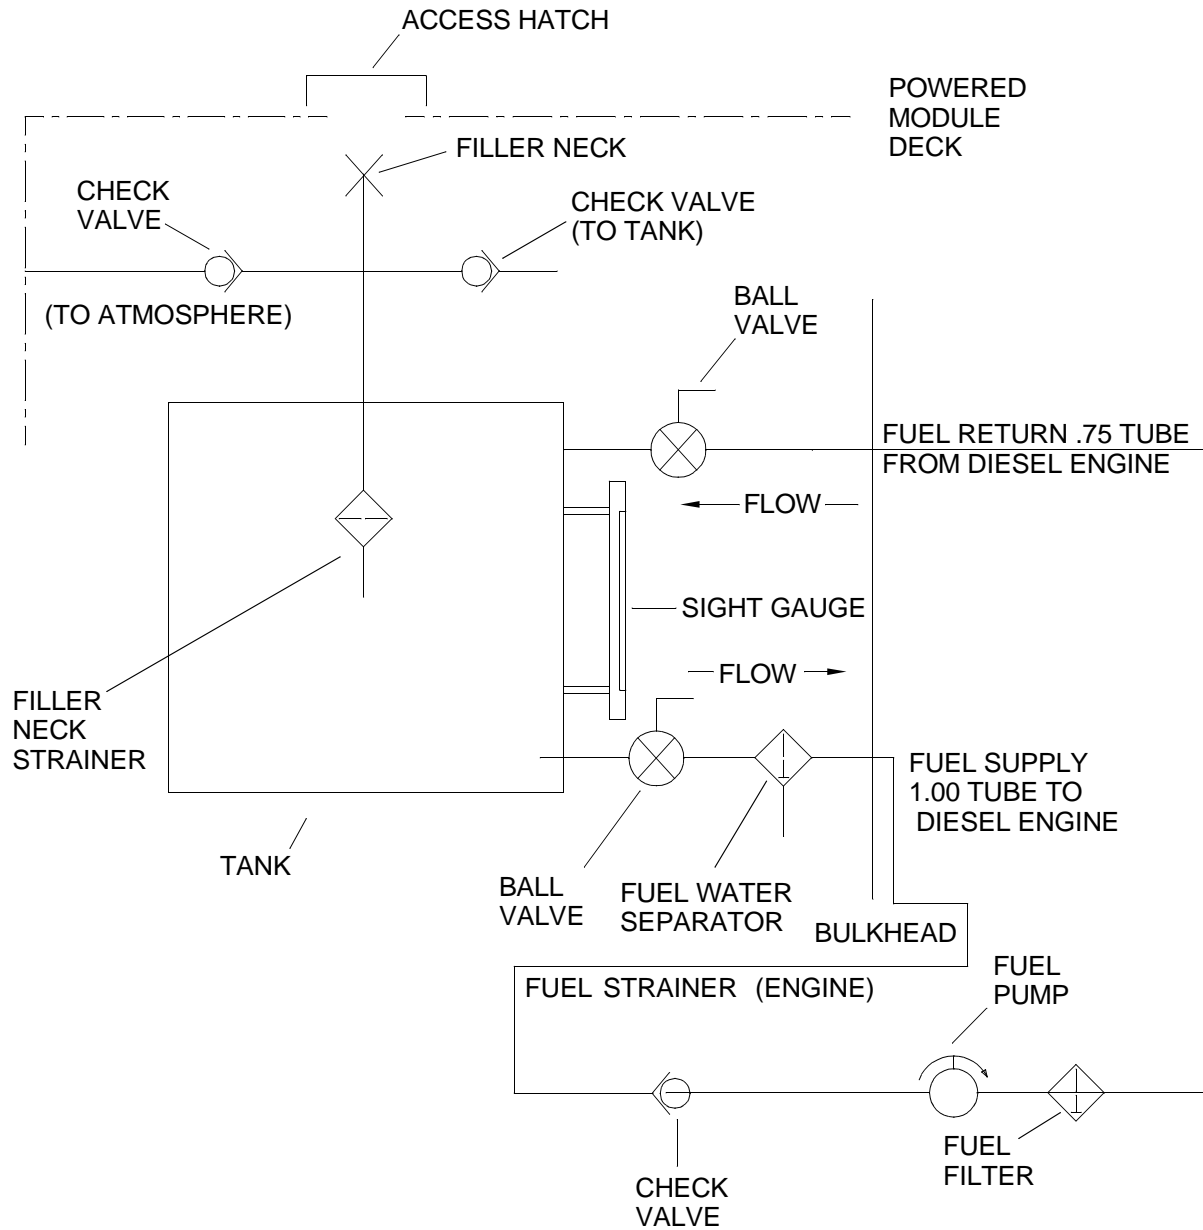 ACCESS HATCH
POWERED
MODULE
DECK
FILLER NECK
CHECK
VALVE
CHECK VALVE
(TO TANK)
(TO ATMOSPHERE)
BALL
VALVE
FUEL RETURN .75 TUBE
FROM DIESEL ENGINE
FLOW
SIGHT GAUGE
FLOW
FILLER
NECK
STRAINER
FUEL SUPPLY
1.00 TUBE TO
DIESEL ENGINE
TANK
BALL
VALVE
FUEL WATER
SEPARATOR
BULKHEAD
FUEL STRAINER (ENGINE)
FUEL
PUMP
FUEL
FILTER
CHECK
VALVE